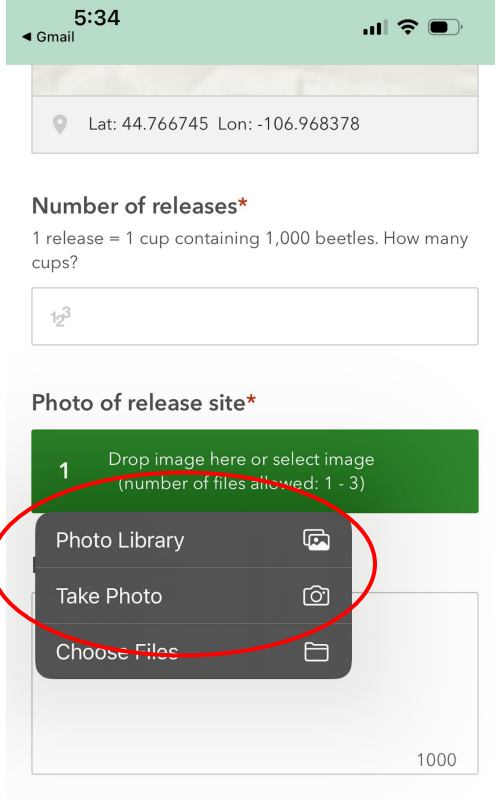 5:34
◀ Gmail
Lat: 44.766745 Lon: -106.968378
Number of releases*
1 release = 1 cup containing 1,000 beetles. How many
cups?
123
Photo of release site*
1
Drop image here or select image
(number of files allowed: 1 - 3)
Photo Library
Take Photo
Choose Files
1000